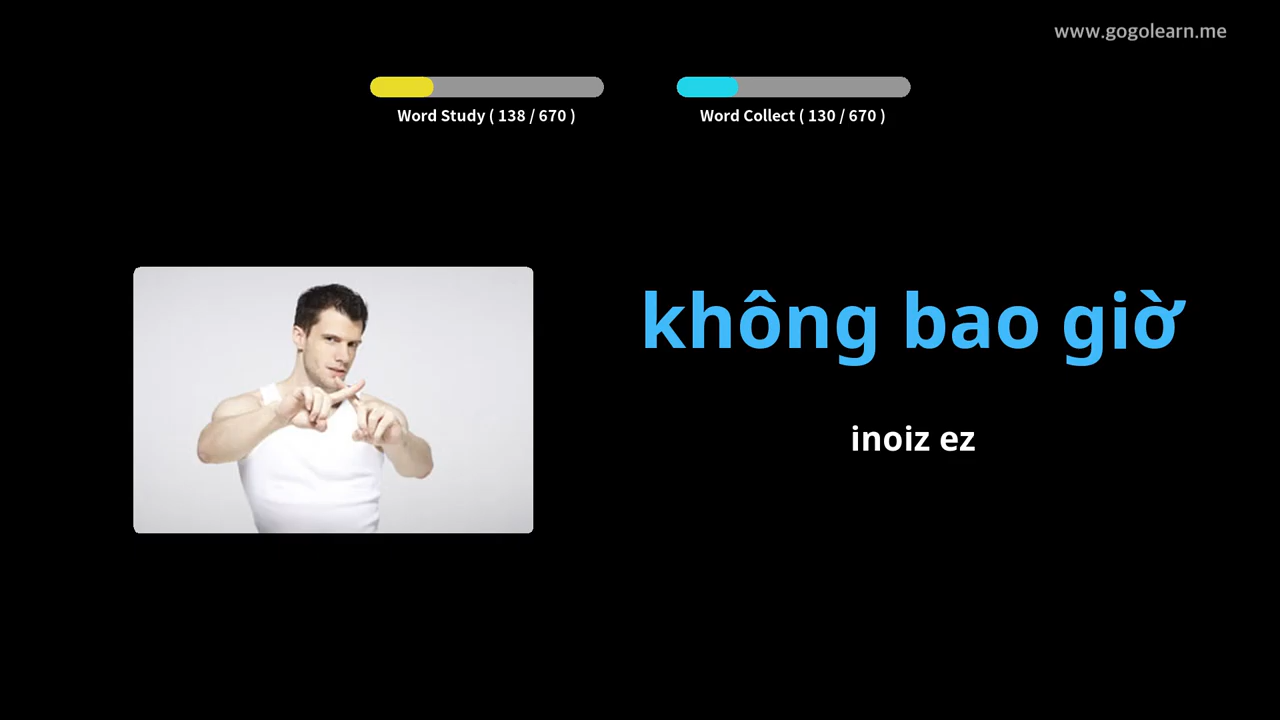 www.gogolearn.me
Word Study ( 138 / 670 )
Word Collect ( 130 / 670 )
không bao giờ
inoiz ez